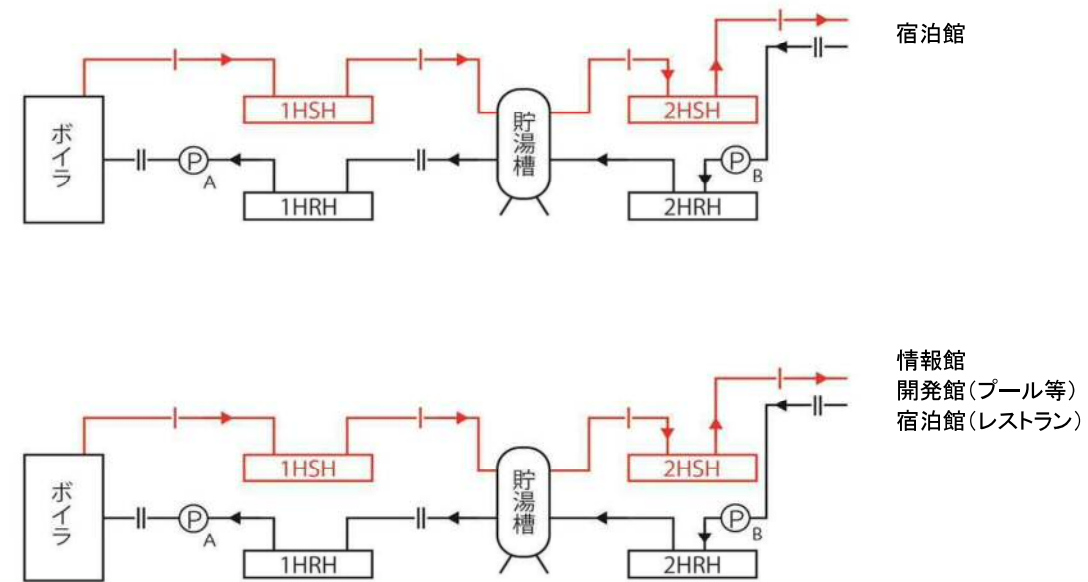 宿泊館
ボイラ
1HSH
貯湯槽
2HSH
P
A
1HRH
P
B
2HRH
情報館
開発館（プール等）
宿泊館（レストラン）
ボイラ
1HSH
貯湯槽
2HSH
P
A
1HRH
P
B
2HRH